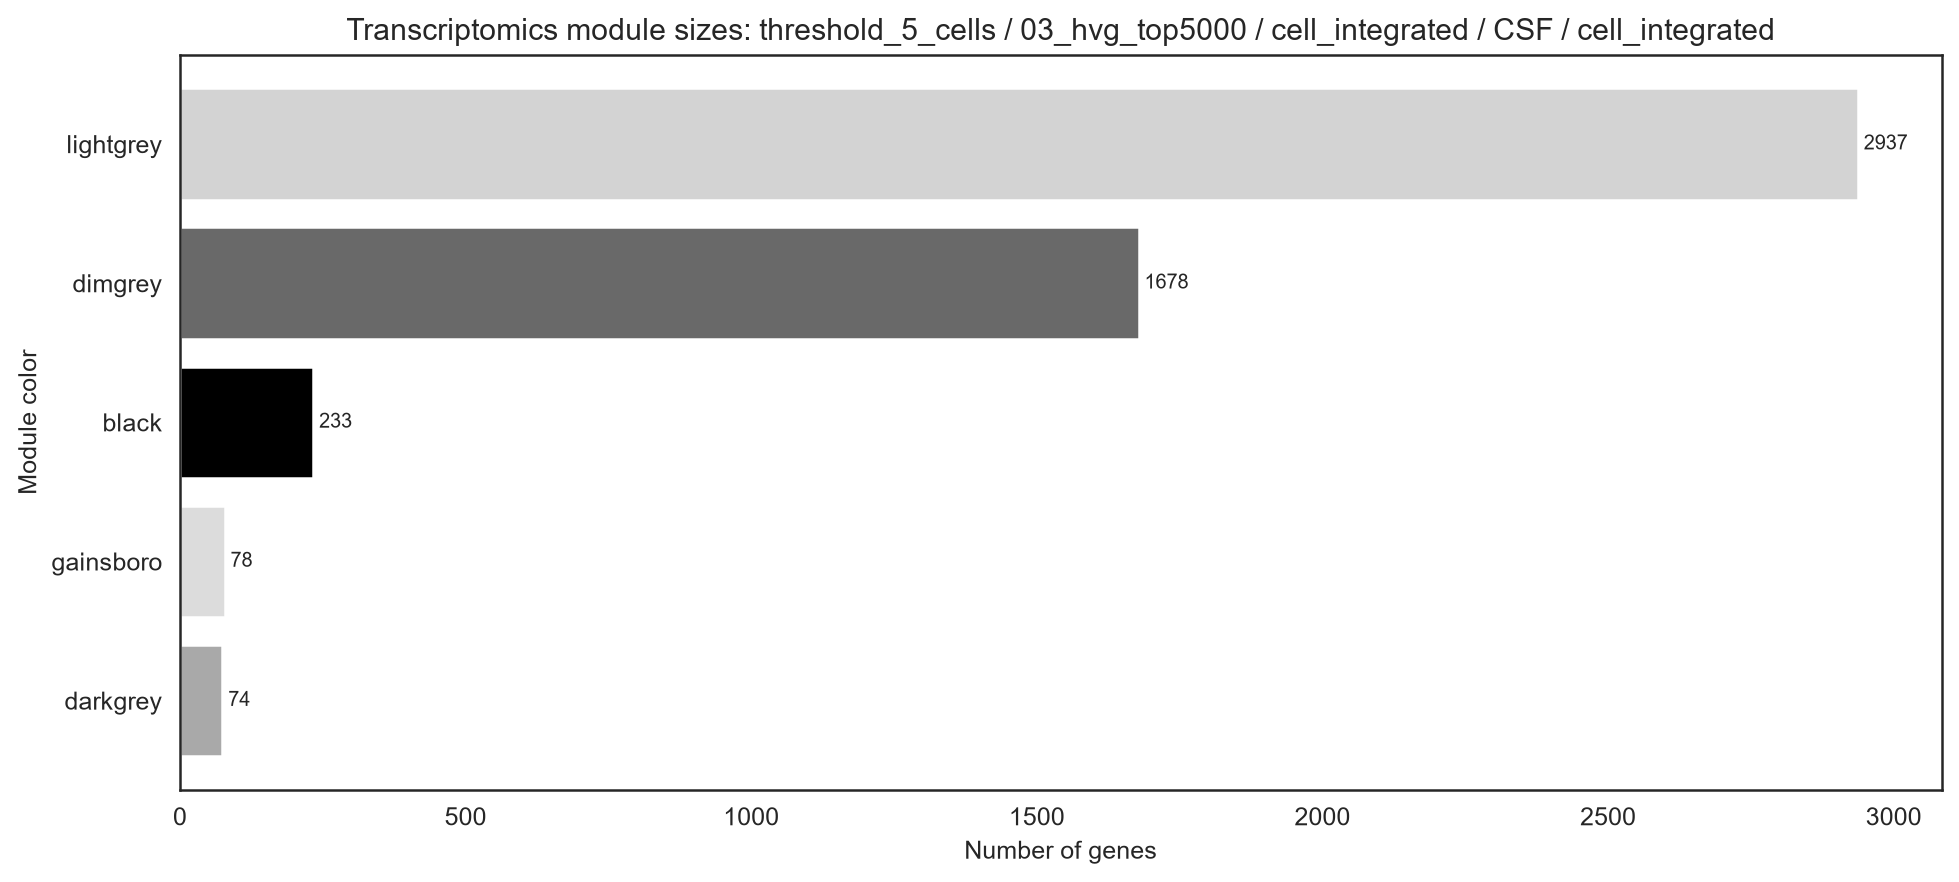 Transcriptomics module sizes: threshold_5_cells / 03_hvg_top5000 / cell_integrated / CSF / cell_integrated
Module color
lightgrey
2937
dimgrey
1678
black
233
gainsboro
78
darkgrey
74
0 500 1000 1500 2000 2500 3000
Number of genes